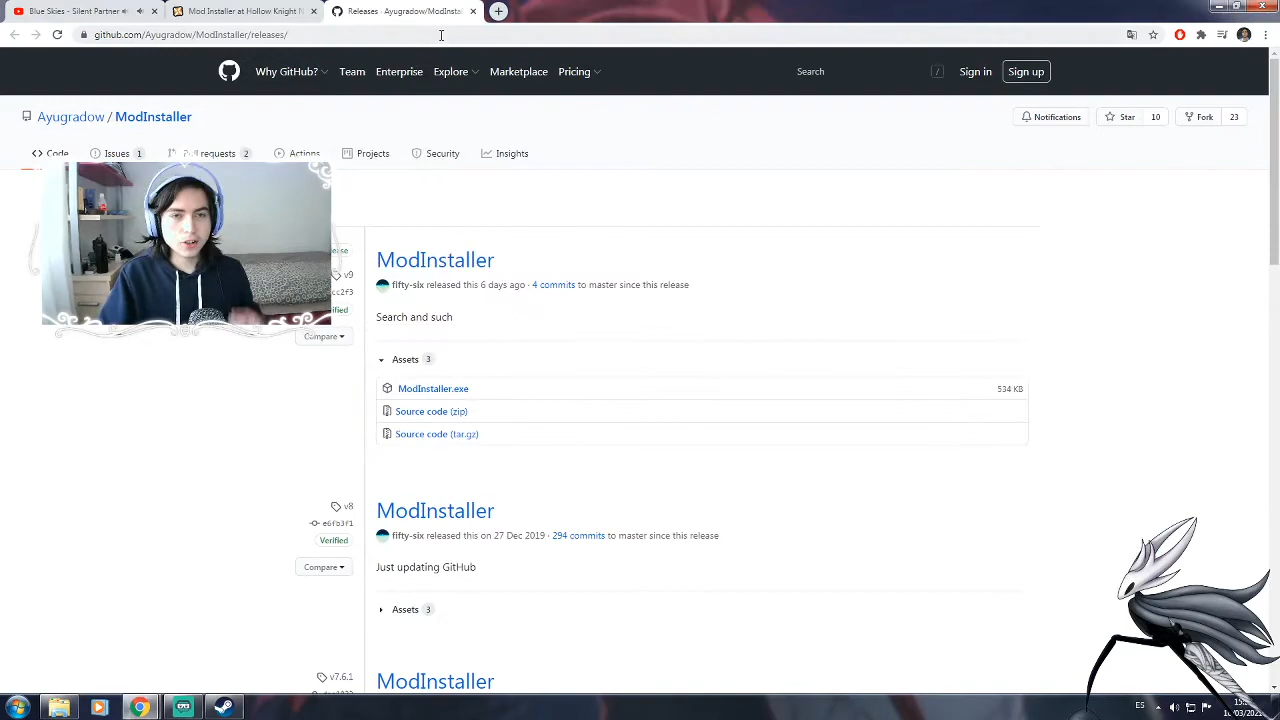 Blue Skies - Silent Partner
Mod Installer at Hollow Knight N
Releases · Ayugradow/ModInstal
github.com/Ayugradow/ModInstaller/releases/
Why GitHub?
Team
Enterprise
Explore
Marketplace
Pricing
Search
/
Sign in
Sign up
Ayugradow / ModInstaller
Notifications
Star 10
Fork 23
Code
Issues 1
Pull requests 2
Actions
Projects
Security
Insights
v9
ModInstaller
fifty-six released this 6 days ago · 4 commits to master since this release
Search and such
Compare
Assets 3
ModInstaller.exe 534 KB
Source code (zip)
Source code (tar.gz)
v8
e6fb3f1
Verified
Compare
ModInstaller
fifty-six released this on 27 Dec 2019 · 294 commits to master since this release
Just updating GitHub
Assets 3
v7.6.1
ModInstaller
ES